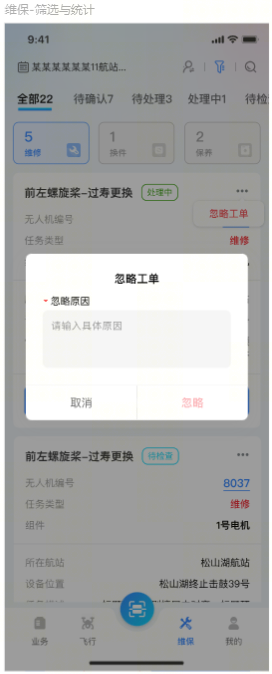 维保-筛选与统计
9:41
某某某某某某11航站...
全部22 待确认7 待处理3 处理中1 待检
5 维修
1 换件
2 保养
前左螺旋桨-过寿更换 处理中 •••
无人机编号
忽略工单
任务类型 维修
忽略工单
* 忽略原因
请输入具体原因
取消 忽略
前左螺旋桨-过寿更换 待检查 •••
无人机编号 8037
任务类型 维修
组件 1号电机
所在航站 松山湖航站
设备位置 松山湖终止击鼓39号
业务 飞行 维保 我的